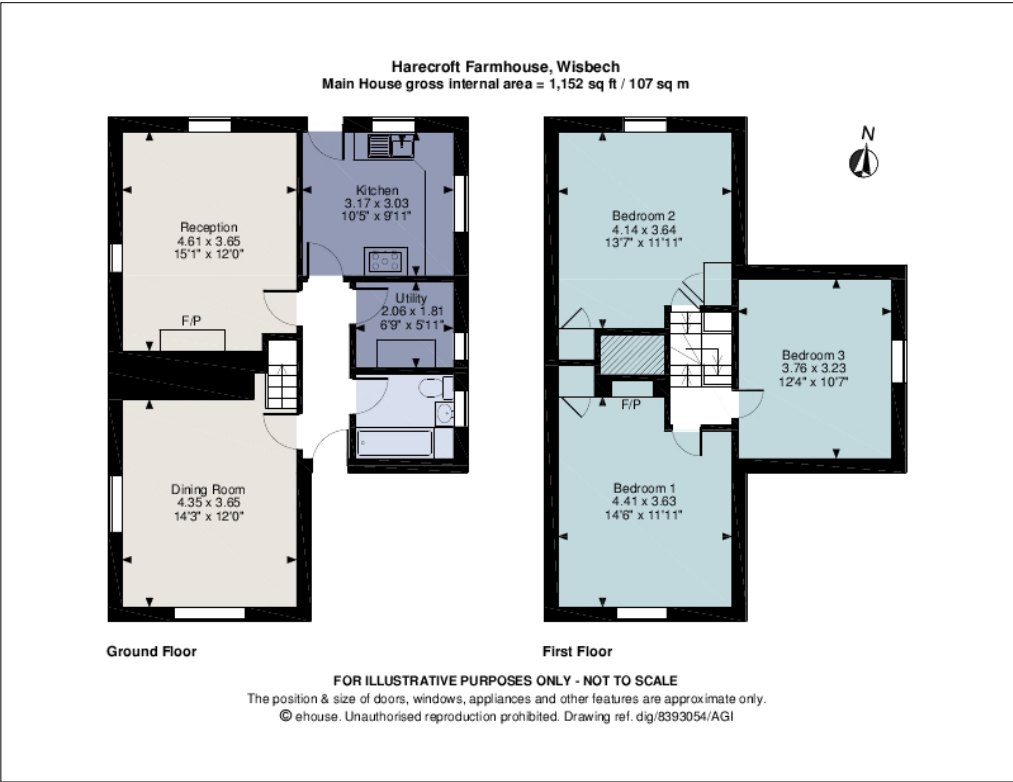 Harecroft Farmhouse, Wisbech
Main House gross internal area = 1,152 sq ft / 107 sq m
N
Reception
4.61 x 3.65
15'1" x 12'0"
F/P
Kitchen
3.17 x 3.03
10'5" x 9'11"
Utility
2.06 x 1.81
6'9" x 5'11"
Dining Room
4.35 x 3.65
14'3" x 12'0"
Bedroom 2
4.14 x 3.64
13'7" x 11'11"
Bedroom 3
3.76 x 3.23
12'4" x 10'7"
F/P
Bedroom 1
4.41 x 3.63
14'6" x 11'11"
Ground Floor
First Floor
FOR ILLUSTRATIVE PURPOSES ONLY - NOT TO SCALE
The position & size of doors, windows, appliances and other features are approximate only.
© ehouse. Unauthorised reproduction prohibited. Drawing ref. dig/8393054/AGI